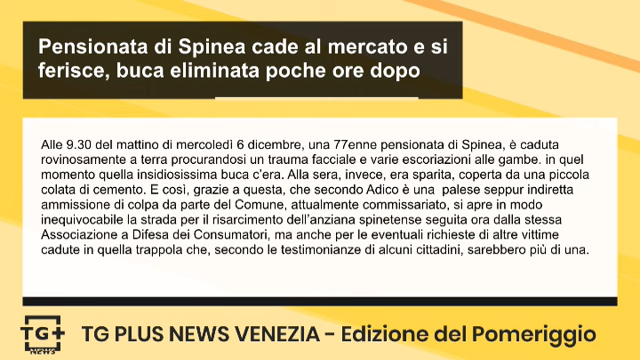 Pensionata di Spinea cade al mercato e si
ferisce, buca eliminata poche ore dopo
Alle 9.30 del mattino di mercoledì 6 dicembre, una 77enne pensionata di Spinea, è caduta
rovinosamente a terra procurandosi un trauma facciale e varie escoriazioni alle gambe. in quel
momento quella insidiosissima buca c’era. Alla sera, invece, era sparita, coperta da una piccola
colata di cemento. E così, grazie a questa, che secondo Adico è una palese seppur indiretta
ammissione di colpa da parte del Comune, attualmente commissariato, si apre in modo
inequivocabile la strada per il risarcimento dell’anziana spinetense seguita ora dalla stessa
Associazione a Difesa dei Consumatori, ma anche per le eventuali richieste di altre vittime
cadute in quella trappola che, secondo le testimonianze di alcuni cittadini, sarebbero più di una.
TG+
NEWS
TG PLUS NEWS VENEZIA - Edizione del Pomeriggio